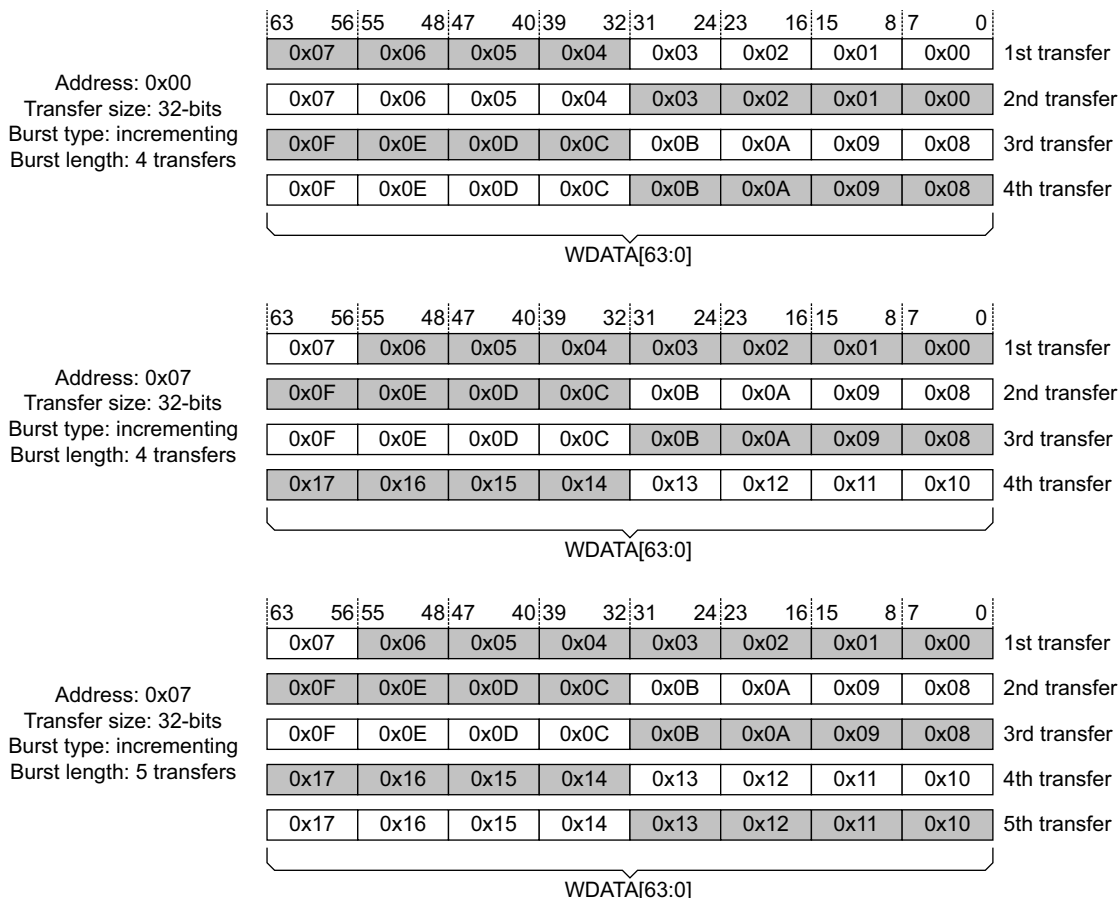 63 56 55 48 47 40 39 32 31 24 23 16 15 8 7 0
0x07 0x06 0x05 0x04 0x03 0x02 0x01 0x00 1st transfer
Address: 0x00
Transfer size: 32-bits
Burst type: incrementing
Burst length: 4 transfers
0x07 0x06 0x05 0x04 0x03 0x02 0x01 0x00 2nd transfer
0x0F 0x0E 0x0D 0x0C 0x0B 0x0A 0x09 0x08 3rd transfer
0x0F 0x0E 0x0D 0x0C 0x0B 0x0A 0x09 0x08 4th transfer
WDATA[63:0]
63 56 55 48 47 40 39 32 31 24 23 16 15 8 7 0
0x07 0x06 0x05 0x04 0x03 0x02 0x01 0x00 1st transfer
Address: 0x07
Transfer size: 32-bits
Burst type: incrementing
Burst length: 4 transfers
0x0F 0x0E 0x0D 0x0C 0x0B 0x0A 0x09 0x08 2nd transfer
0x0F 0x0E 0x0D 0x0C 0x0B 0x0A 0x09 0x08 3rd transfer
0x17 0x16 0x15 0x14 0x13 0x12 0x11 0x10 4th transfer
WDATA[63:0]
63 56 55 48 47 40 39 32 31 24 23 16 15 8 7 0
0x07 0x06 0x05 0x04 0x03 0x02 0x01 0x00 1st transfer
Address: 0x07
Transfer size: 32-bits
Burst type: incrementing
Burst length: 5 transfers
0x0F 0x0E 0x0D 0x0C 0x0B 0x0A 0x09 0x08 2nd transfer
0x0F 0x0E 0x0D 0x0C 0x0B 0x0A 0x09 0x08 3rd transfer
0x17 0x16 0x15 0x14 0x13 0x12 0x11 0x10 4th transfer
0x17 0x16 0x15 0x14 0x13 0x12 0x11 0x10 5th transfer
WDATA[63:0]